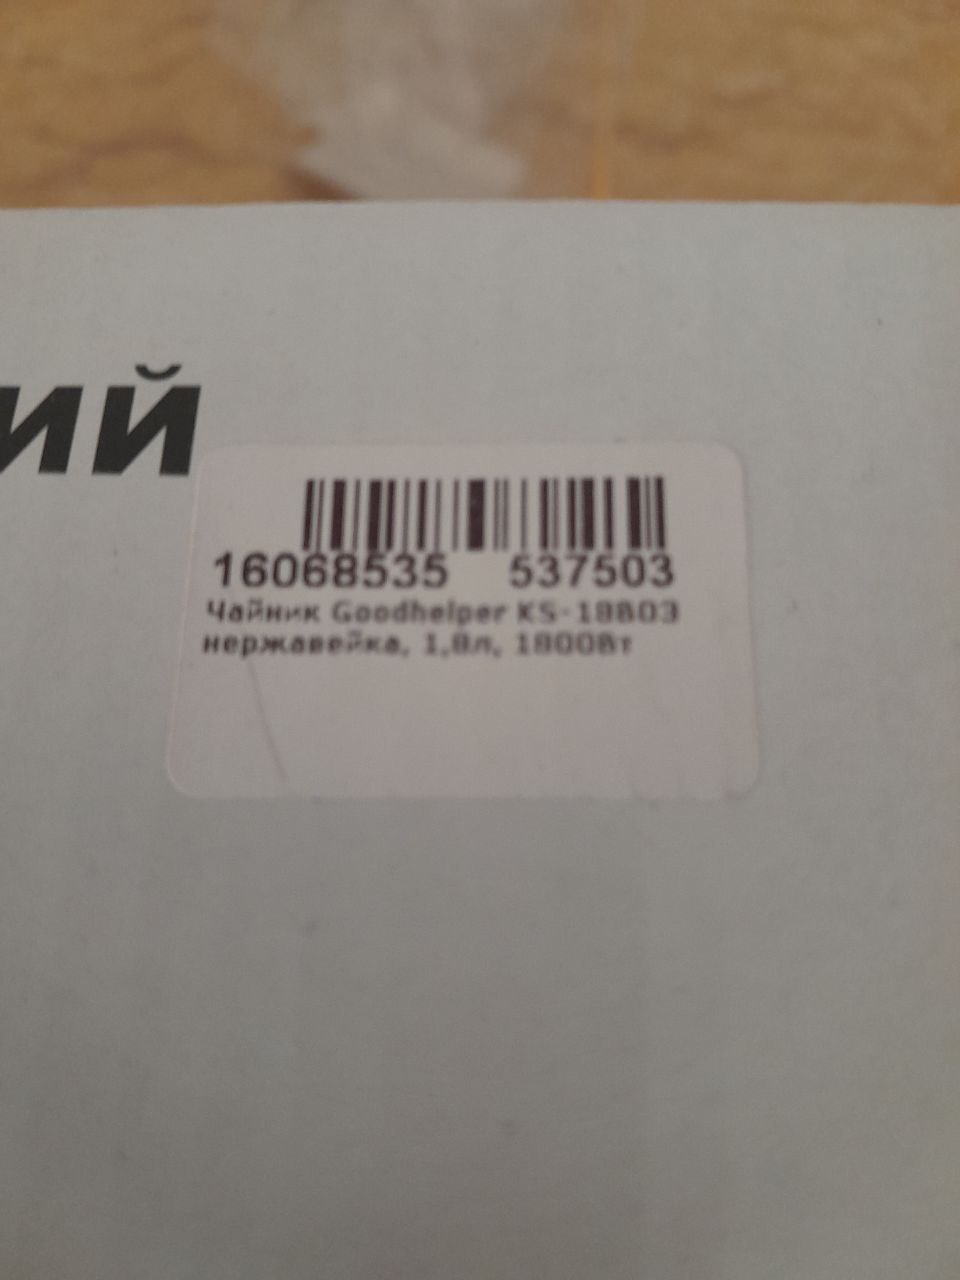 ИЙ
16068535 537503
Чайник Goodhelper KS-18B03
нержавейка, 1,8л, 1800Вт